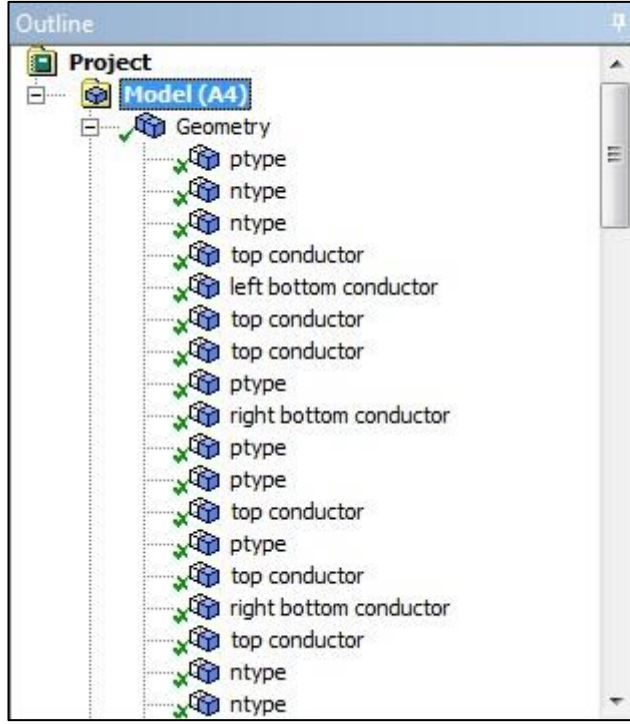 Outline
Project
Model (A4)
Geometry
ptype
ntype
ntype
top conductor
left bottom conductor
top conductor
top conductor
ptype
right bottom conductor
ptype
ptype
top conductor
ptype
top conductor
right bottom conductor
top conductor
ntype
ntype